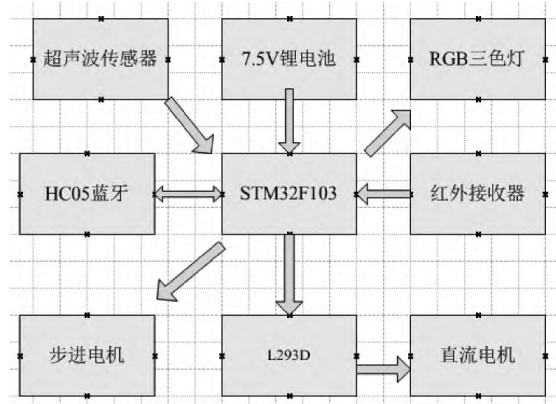 超声波传感器
7.5V锂电池
RGB三色灯
HC05蓝牙
STM32F103
红外接收器
步进电机
L293D
直流电机